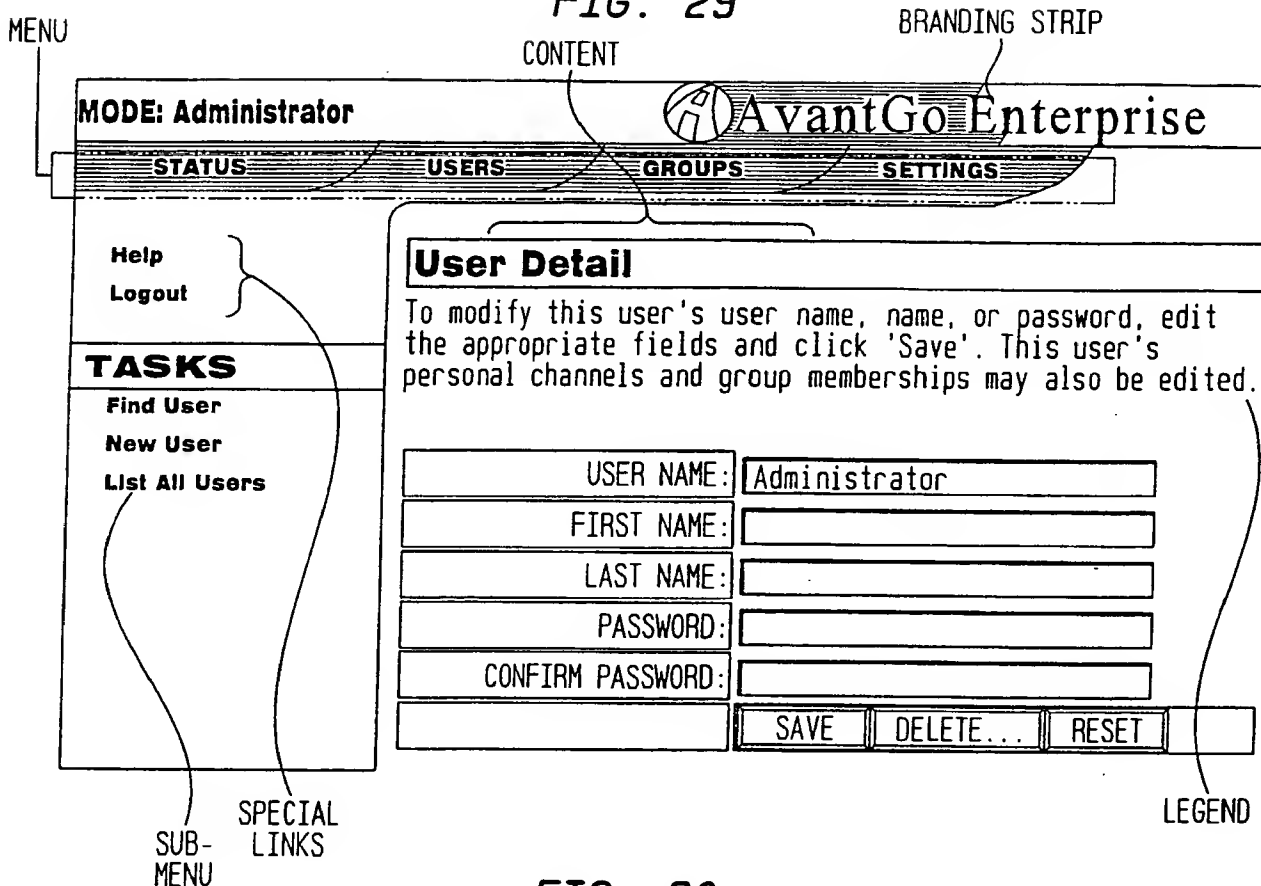 FIG. 29
MENU
CONTENT
BRANDING STRIP
MODE: Administrator
AvantGo Enterprise
STATUS USERS GROUPS SETTINGS
Help
Logout
TASKS
Find User
New User
List All Users
User Detail
To modify this user's user name, name, or password, edit
the appropriate fields and click 'Save'. This user's
personal channels and group memberships may also be edited.
USER NAME: Administrator
FIRST NAME:
LAST NAME:
PASSWORD:
CONFIRM PASSWORD:
SAVE DELETE... RESET
SUB-
MENU
SPECIAL
LINKS
LEGEND
FIG.